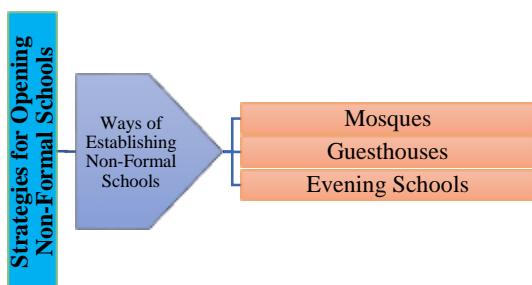 Strategies for Opening
Non-Formal Schools
Ways of
Establishing
Non-Formal
Schools
Mosques
Guesthouses
Evening Schools